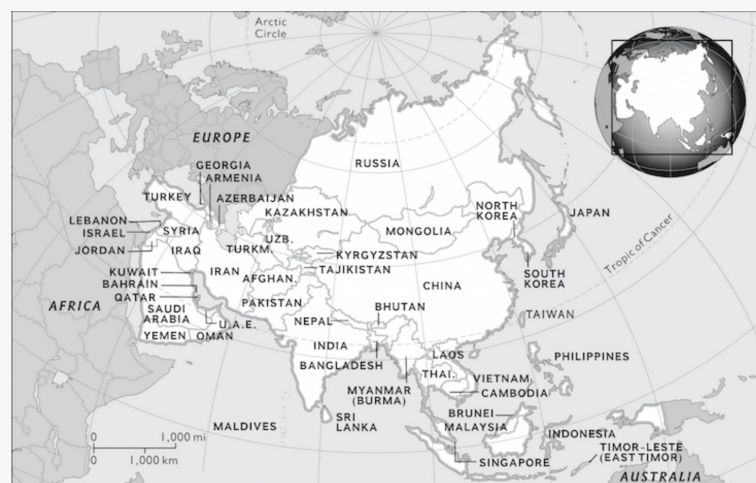 Arctic
Circle
EUROPE
GEORGIA
ARMENIA
RUSSIA
TURKEY
AZERBAIJAN
KAZAKHSTAN
NORTH
KOREA
JAPAN
LEBANON
ISRAEL
SYRIA
UZB.
MONGOLIA
Tropic of Cancer
JORDAN
IRAQ
TURKM.
KYRGYZSTAN
KUWAIT
IRAN
AFGHAN.
TAJIKISTAN
SOUTH
KOREA
BAHRAIN
CHINA
QATAR
PAKISTAN
AFRICA
SAUDI
ARABIA
BHUTAN
TAIWAN
U.A.E.
NEPAL
YEMEN
OMAN
INDIA
LAOS
PHILIPPINES
BANGLADESH
THAI.
VIETNAM
MYANMAR
(BURMA)
CAMBODIA
MALDIVES
SRI
LANKA
BRUNEI
MALAYSIA
INDONESIA
0
1,000 mi
0
1,000 km
TIMOR-LESTE
(EAST TIMOR)
SINGAPORE
AUSTRALIA